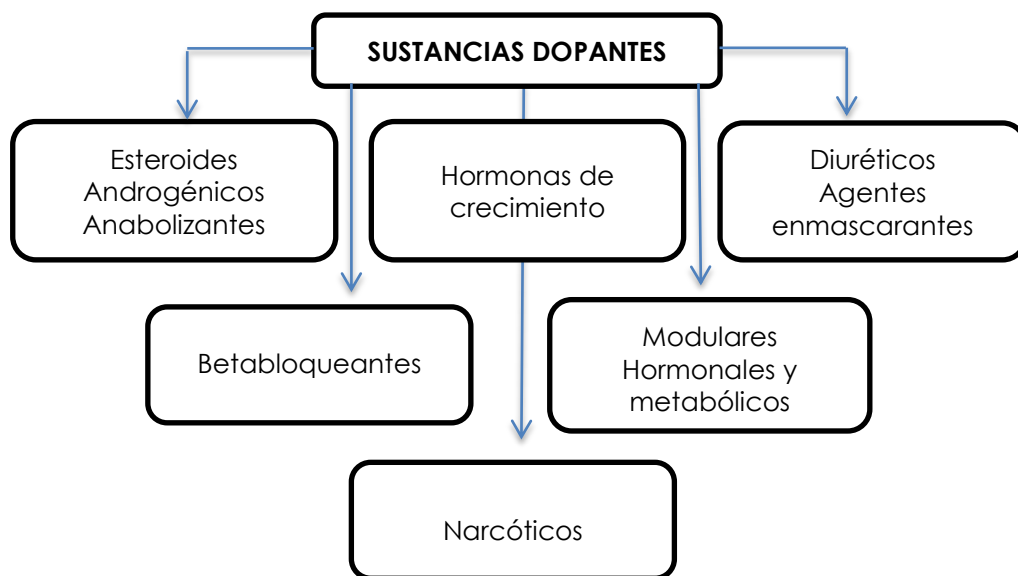 SUSTANCIAS DOPANTES
Esteroides
Androgénicos
Anabolizantes
Hormonas de
crecimiento
Diuréticos
Agentes
enmascarantes
Betabloqueantes
Modulares
Hormonales y
metabólicos
Narcóticos